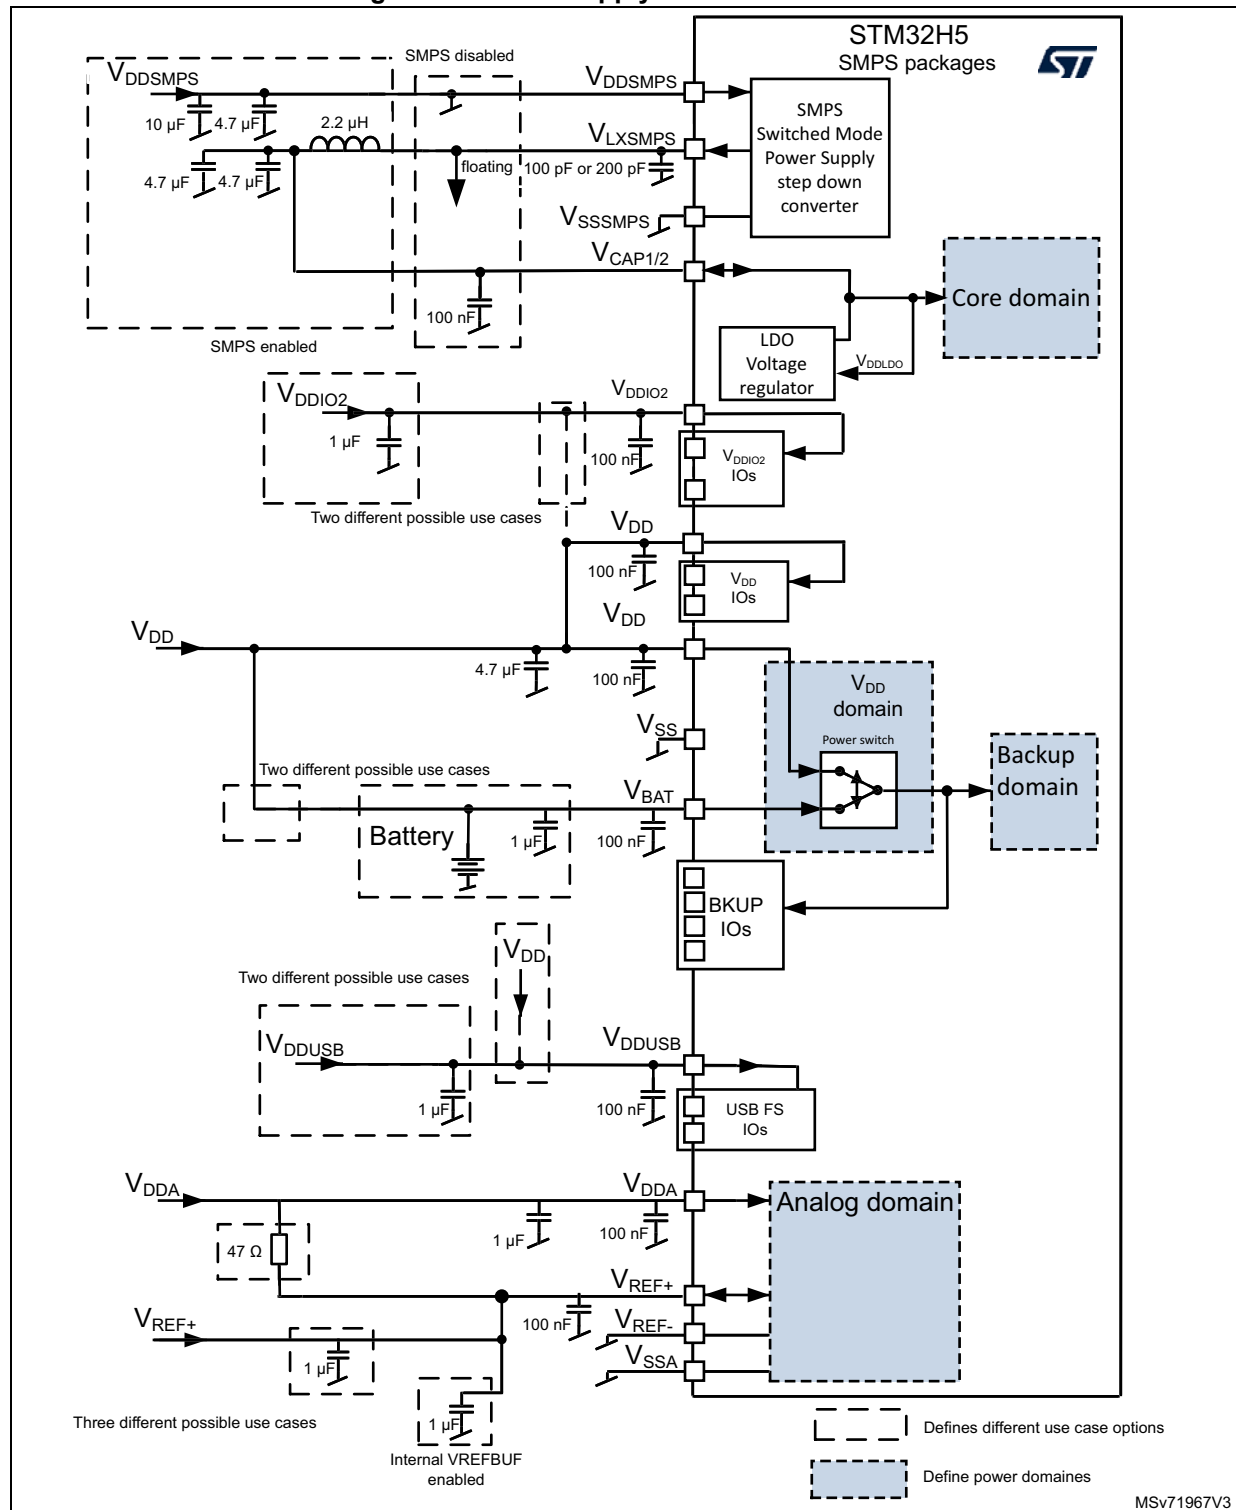 STM32H5
SMPS packages
SMPS disabled
VDDSMPS
VDDSMPS
10 µF
4.7 µF
2.2 µH
SMPS
Switched Mode
Power Supply
step down
converter
VLXSMPS
floating
100 pF or 200 pF
4.7 µF
4.7 µF
VSSSMPS
VCAP1/2
100 nF
SMPS enabled
Core domain
LDO
Voltage
regulator
VDDLDO
VDDIO2
VDDIO2
1 µF
100 nF
VDDIO2
IOs
Two different possible use cases
VDD
100 nF
VDD
IOs
VDD
VDD
4.7 µF
100 nF
VDD
domain
Power switch
VSS
Backup
domain
Two different possible use cases
VBAT
Battery
1 µF
100 nF
BKUP
IOs
VDD
Two different possible use cases
VDDUSB
VDDUSB
1 µF
100 nF
USB FS
IOs
VDDA
VDDA
Analog domain
1 µF
100 nF
47 Ω
VREF+
VREF+
100 nF
VREF-
1 µF
VSSA
1 µF
Three different possible use cases
Internal VREFBUF
enabled
Defines different use case options
Define power domaines
MSv71967V3